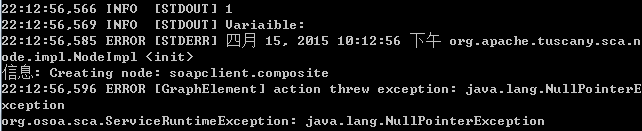 22:12:56,566 INFO  [STDOUT] 1
22:12:56,569 INFO  [STDOUT] Variaible:
22:12:56,585 ERROR [STDERR] 四月 15, 2015 10:12:56 下午 org.apache.tuscany.sca.n
ode.impl.NodeImpl <init>
信息: Creating node: soapclient.composite
22:12:56,596 ERROR [GraphElement] action threw exception: java.lang.NullPointerE
xception
org.osoa.sca.ServiceRuntimeException: java.lang.NullPointerException